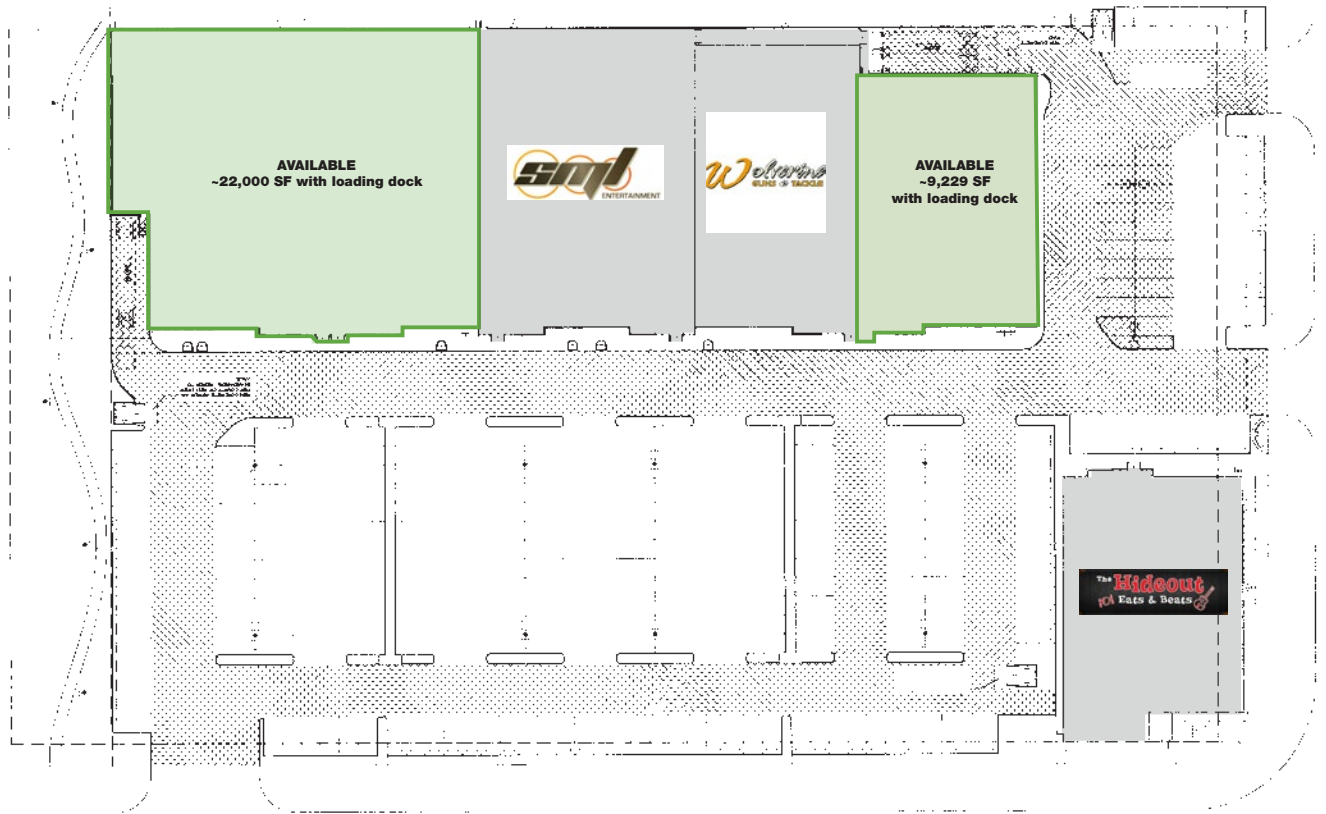 AVAILABLE
~22,000 SF with loading dock
sml
ENTERTAINMENT
Wolverine
GUNS & TACKLE
AVAILABLE
~9,229 SF
with loading dock
The Hideout
Eats & Beats